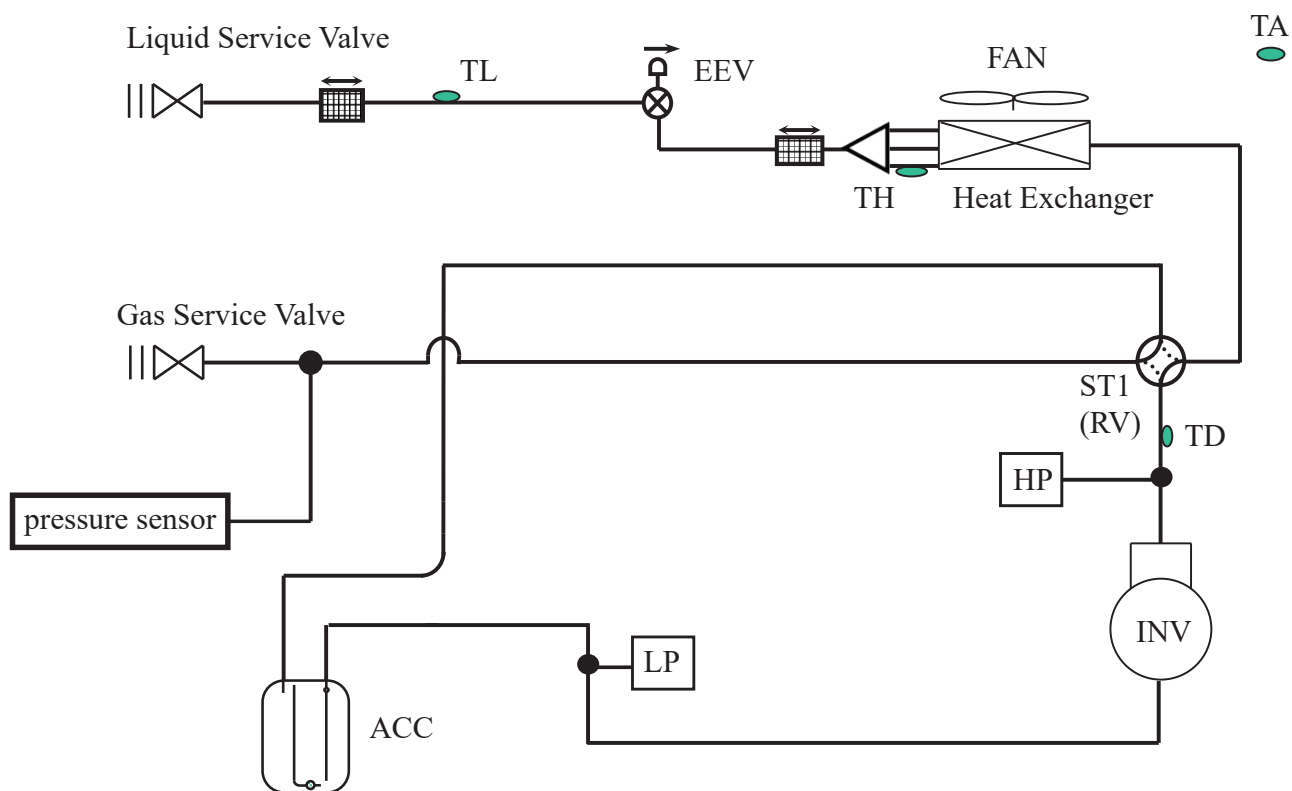 TA
Liquid Service Valve
FAN
TL
EEV
TH
Heat Exchanger
Gas Service Valve
ST1
(RV)
TD
HP
pressure sensor
INV
LP
ACC